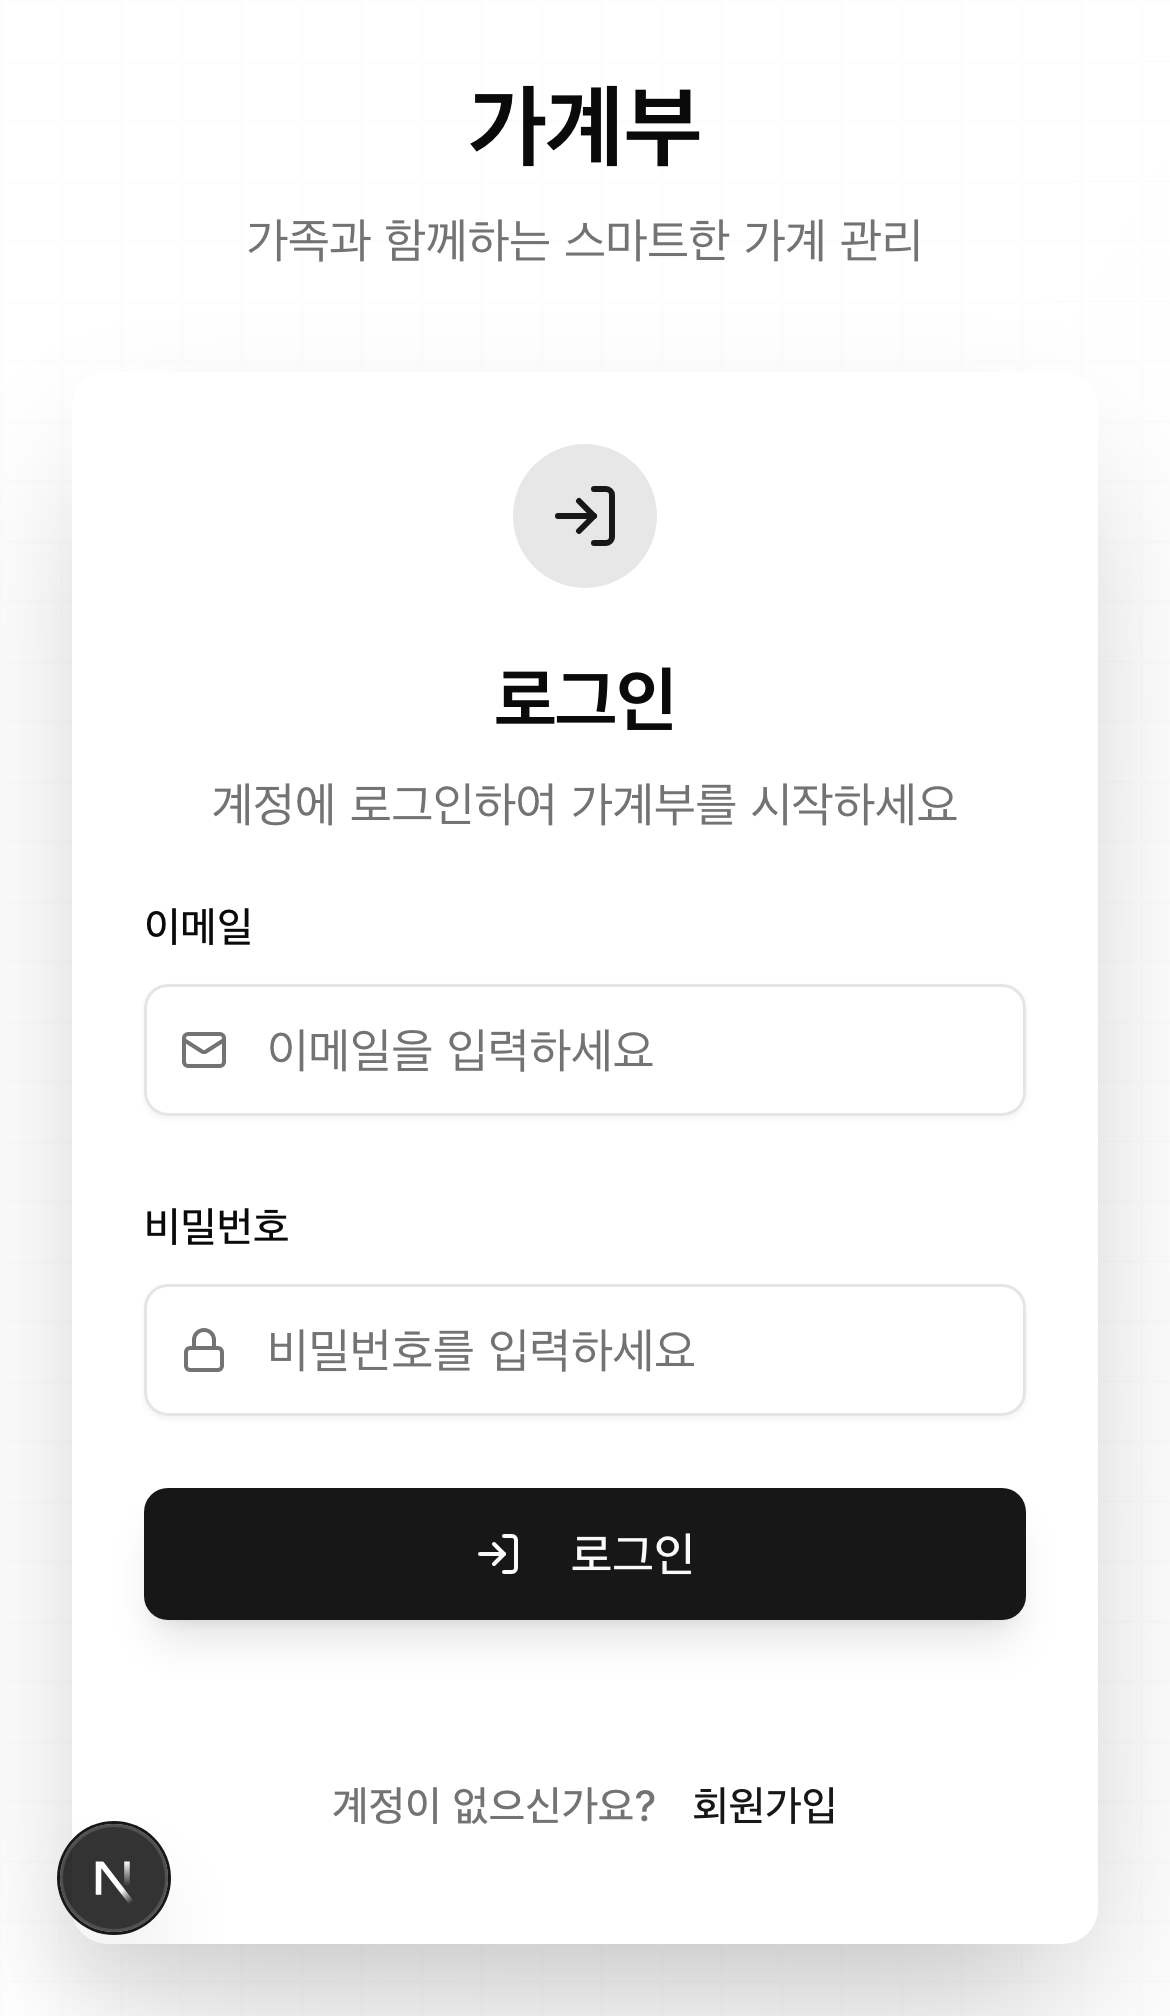 가계부
가족과 함께하는 스마트한 가계 관리
로그인
계정에 로그인하여 가계부를 시작하세요
이메일
이메일을 입력하세요
비밀번호
비밀번호를 입력하세요
로그인
계정이 없으신가요? 회원가입
N